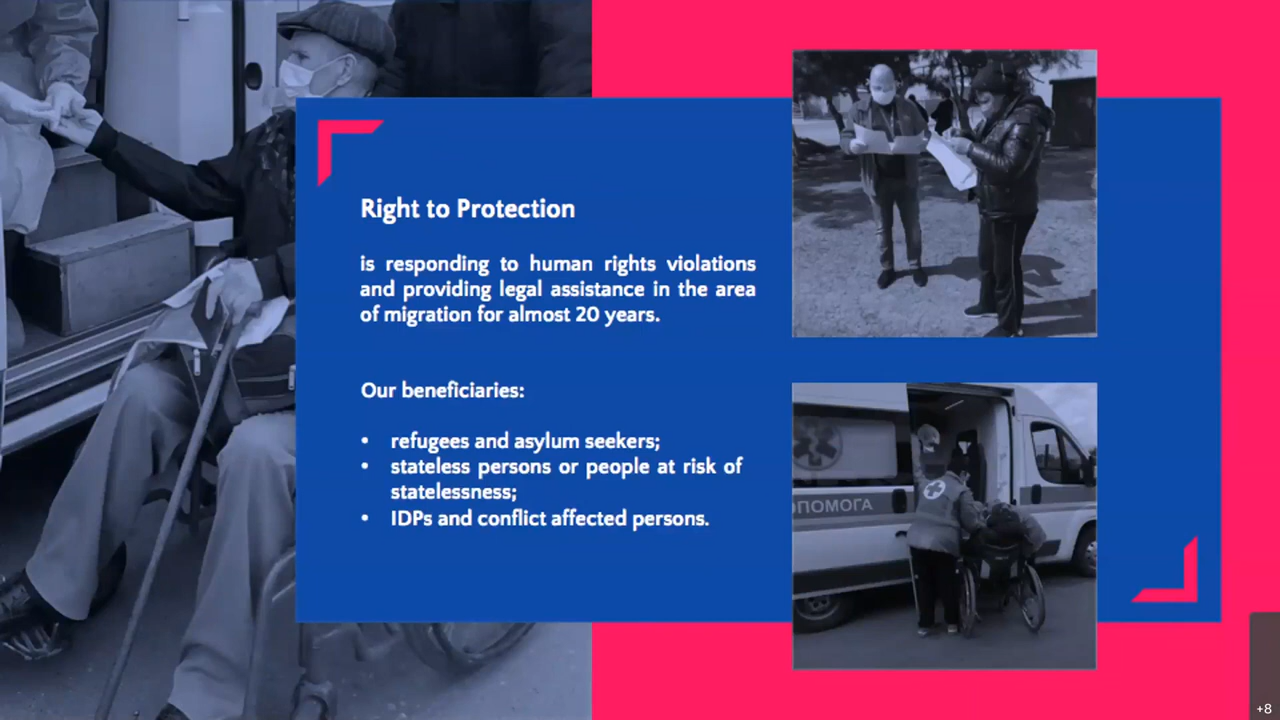 Right to Protection
is responding to human rights violations
and providing legal assistance in the area
of migration for almost 20 years.
Our beneficiaries:
• refugees and asylum seekers;
• stateless persons or people at risk of
statelessness;
• IDPs and conflict affected persons.
ОПОМОГА
+8